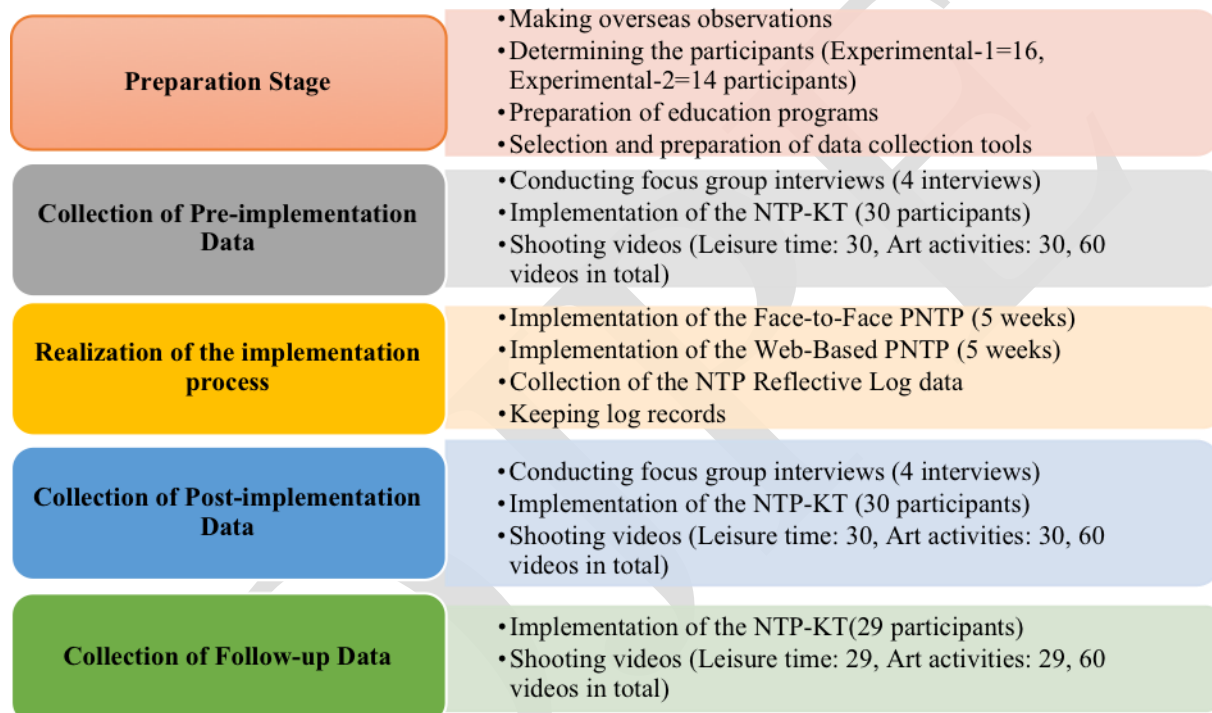 Preparation Stage
•Making overseas observations
•Determining the participants (Experimental-1=16,
Experimental-2=14 participants)
•Preparation of education programs
•Selection and preparation of data collection tools
Collection of Pre-implementation
Data
•Conducting focus group interviews (4 interviews)
•Implementation of the NTP-KT (30 participants)
•Shooting videos (Leisure time: 30, Art activities: 30, 60
videos in total)
Realization of the implementation
process
•Implementation of the Face-to-Face PNTP (5 weeks)
•Implementation of the Web-Based PNTP (5 weeks)
•Collection of the NTP Reflective Log data
•Keeping log records
Collection of Post-implementation
Data
•Conducting focus group interviews (4 interviews)
•Implementation of the NTP-KT (30 participants)
•Shooting videos (Leisure time: 30, Art activities: 30, 60
videos in total)
Collection of Follow-up Data
•Implementation of the NTP-KT(29 participants)
•Shooting videos (Leisure time: 29, Art activities: 29, 60
videos in total)